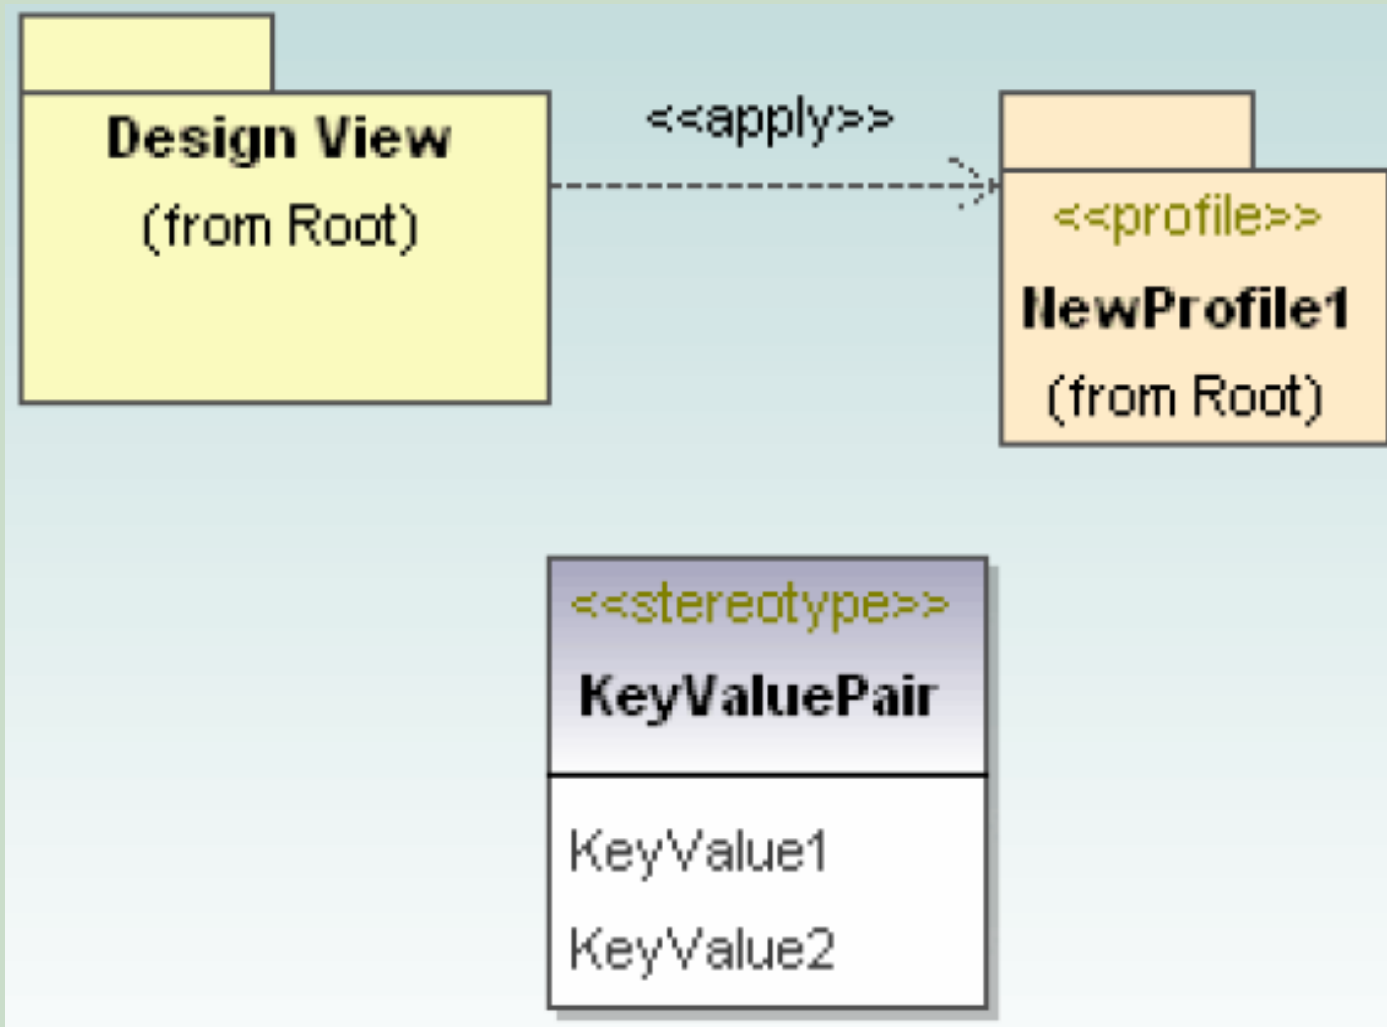 Design View
(from Root)
<<apply>>
<<profile>>
NewProfile1
(from Root)
<<stereotype>>
KeyValuePair
KeyValue1
KeyValue2